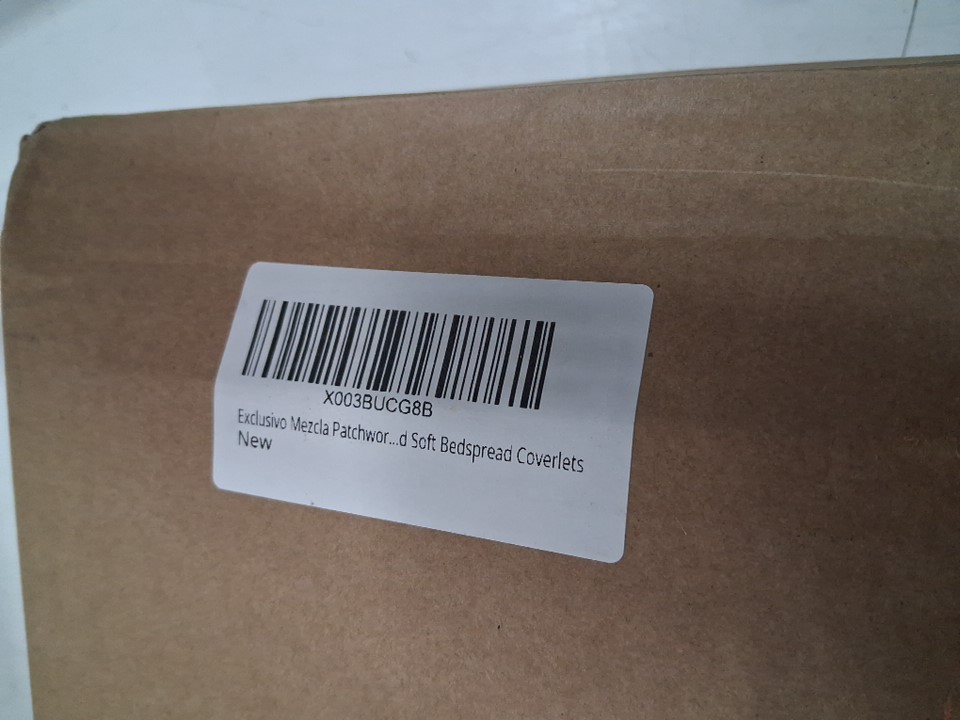 X003BUCG8B
Exclusivo Mezcla Patchwor...d Soft Bedspread Coverlets
New